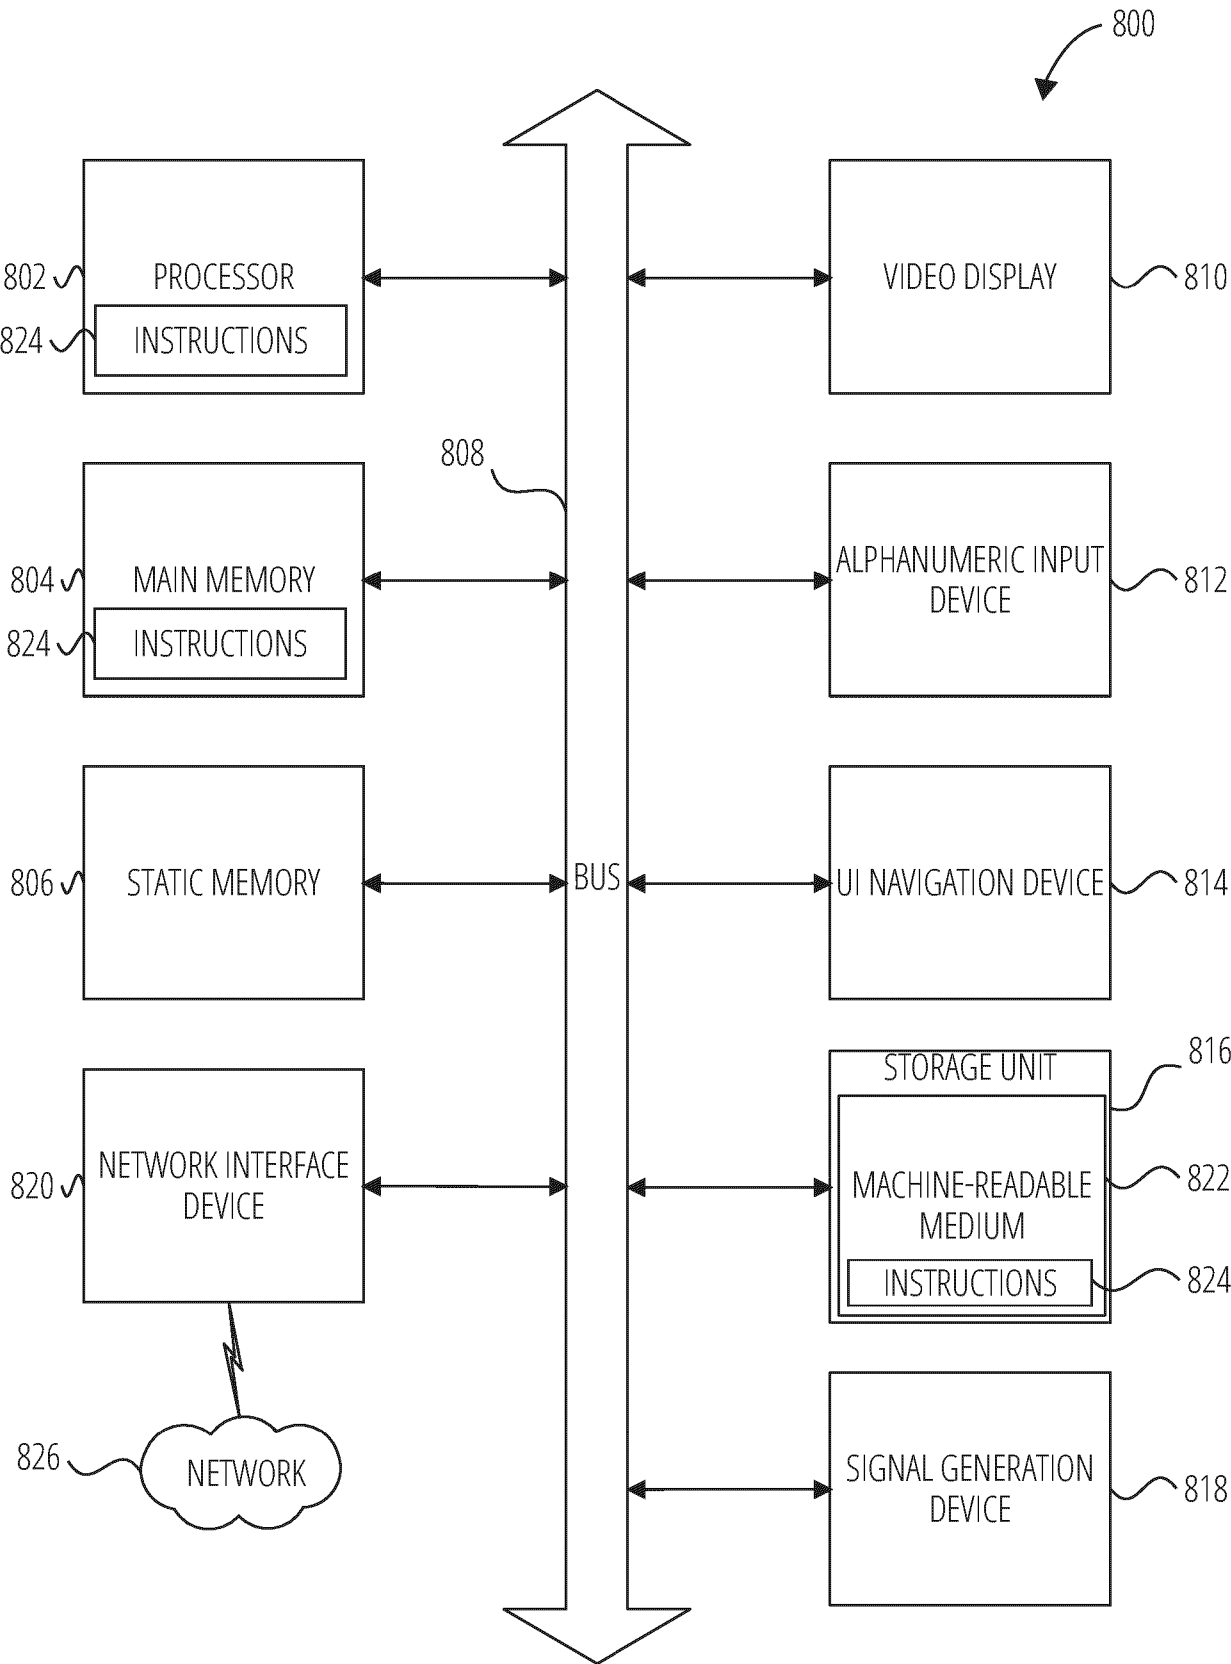 800
802
PROCESSOR
824
INSTRUCTIONS
VIDEO DISPLAY
810
808
804
MAIN MEMORY
824
INSTRUCTIONS
ALPHANUMERIC INPUT
DEVICE
812
806
STATIC MEMORY
BUS
UI NAVIGATION DEVICE
814
820
NETWORK INTERFACE
DEVICE
STORAGE UNIT
816
MACHINE-READABLE
MEDIUM
822
INSTRUCTIONS
824
826
NETWORK
SIGNAL GENERATION
DEVICE
818